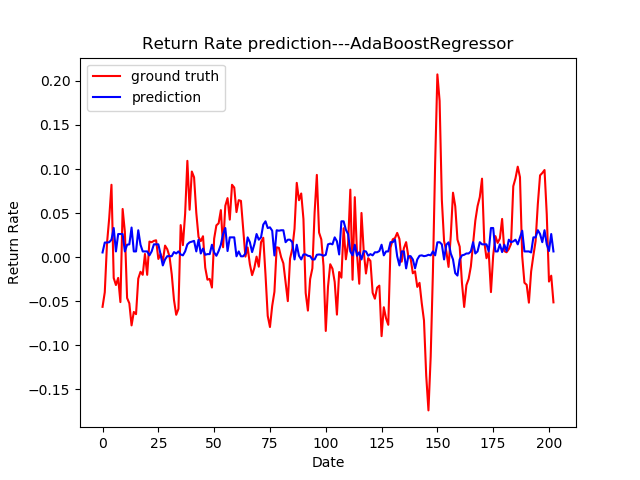 Return Rate prediction---AdaBoostRegressor
ground truth
prediction
Return Rate
0.20
0.15
0.10
0.05
0.00
−0.05
−0.10
−0.15
0 25 50 75 100 125 150 175 200
Date